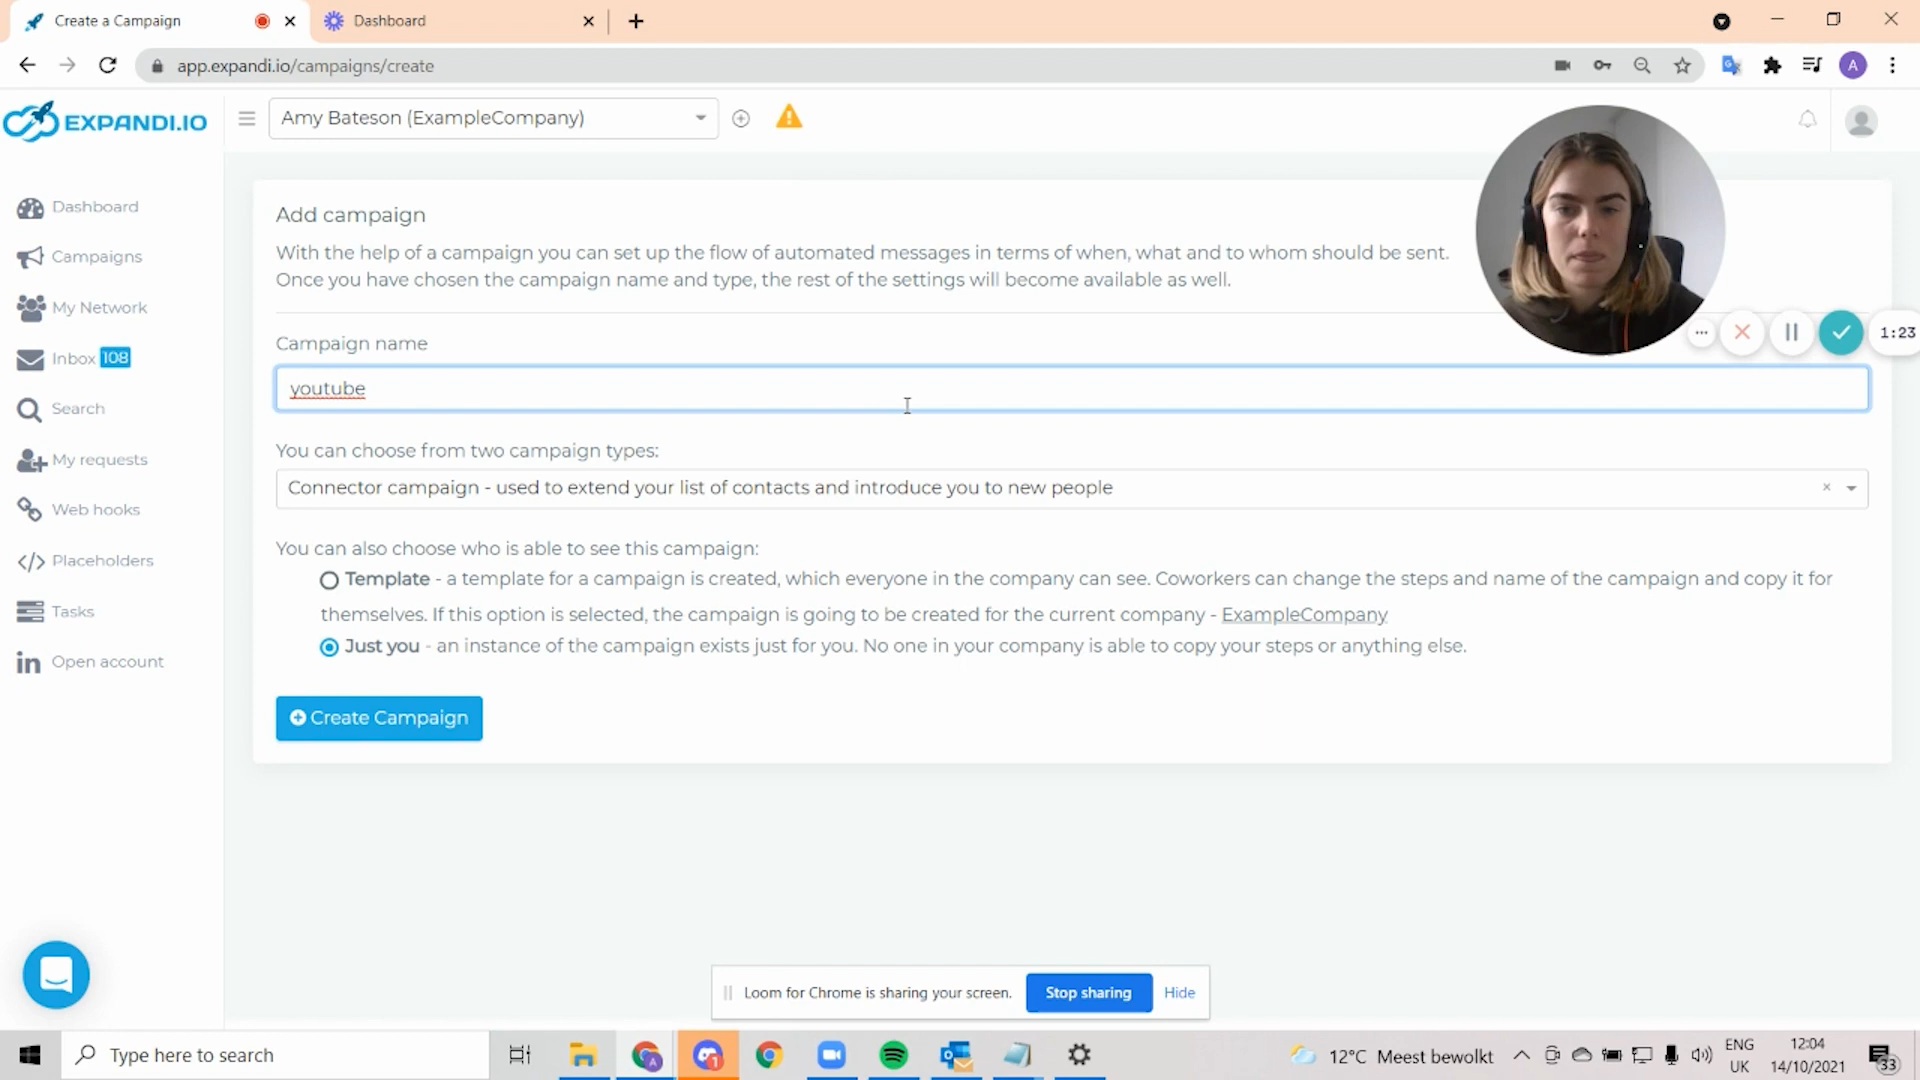 Create a Campaign
Dashboard
app.expandi.io/campaigns/create
A
EXPANDI.IO
Amy Bateson (ExampleCompany)
Dashboard
Campaigns
My Network
Inbox 108
Search
My requests
Web hooks
Placeholders
Tasks
Open account
Add campaign
With the help of a campaign you can set up the flow of automated messages in terms of when, what and to whom should be sent.
Once you have chosen the campaign name and type, the rest of the settings will become available as well.
1:23
Campaign name
youtube
You can choose from two campaign types:
Connector campaign - used to extend your list of contacts and introduce you to new people
You can also choose who is able to see this campaign:
Template - a template for a campaign is created, which everyone in the company can see. Coworkers can change the steps and name of the campaign and copy it for
themselves. If this option is selected, the campaign is going to be created for the current company - ExampleCompany
Just you - an instance of the campaign exists just for you. No one in your company is able to copy your steps or anything else.
Create Campaign
Loom for Chrome is sharing your screen. Stop sharing Hide
Type here to search
1
12°C Meest bewolkt
ENG
UK
12:04
14/10/2021
33